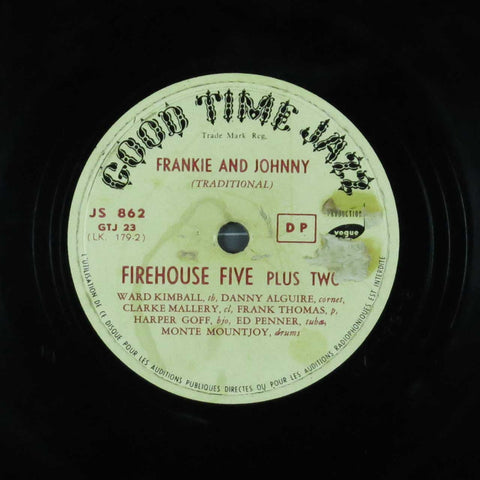 GOOD TIME JAZZ
Trade Mark Reg.
FRANKIE AND JOHNNY
(TRADITIONAL)
JS 862
GTJ 23
(LK. 179-2)
DP
PRODUCTION
vogue
FIREHOUSE FIVE PLUS TWO
WARD KIMBALL, tb, DANNY ALGUIRE, cornet,
CLARKE MALLERY, cl, FRANK THOMAS, p,
HARPER GOFF, bjo, ED PENNER, tuba,
MONTE MOUNTJOY, drums
L'UTILISATION DE CE DISQUE POUR LES AUDITIONS PUBLIQUES DIRECTES OU POUR LES AUDITIONS RADIOPHONIQUES EST INTERDITE